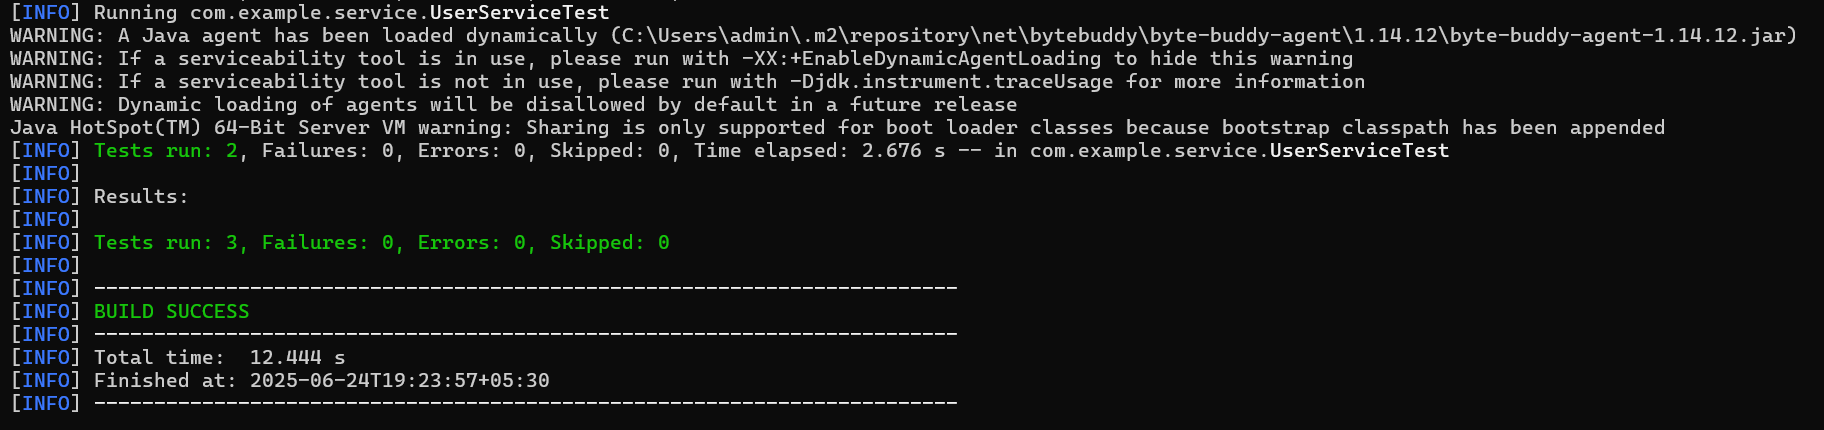 [INFO] Running com.example.service.UserServiceTest
WARNING: A Java agent has been loaded dynamically (C:\Users\admin\.m2\repository\net\bytebuddy\byte-buddy-agent\1.14.12\byte-buddy-agent-1.14.12.jar)
WARNING: If a serviceability tool is in use, please run with -XX:+EnableDynamicAgentLoading to hide this warning
WARNING: If a serviceability tool is not in use, please run with -Djdk.instrument.traceUsage for more information
WARNING: Dynamic loading of agents will be disallowed by default in a future release
Java HotSpot(TM) 64-Bit Server VM warning: Sharing is only supported for boot loader classes because bootstrap classpath has been appended
[INFO] Tests run: 2, Failures: 0, Errors: 0, Skipped: 0, Time elapsed: 2.676 s -- in com.example.service.UserServiceTest
[INFO]
[INFO] Results:
[INFO]
[INFO] Tests run: 3, Failures: 0, Errors: 0, Skipped: 0
[INFO]
[INFO] ------------------------------------------------------------------------
[INFO] BUILD SUCCESS
[INFO] ------------------------------------------------------------------------
[INFO] Total time:  12.444 s
[INFO] Finished at: 2025-06-24T19:23:57+05:30
[INFO] ------------------------------------------------------------------------